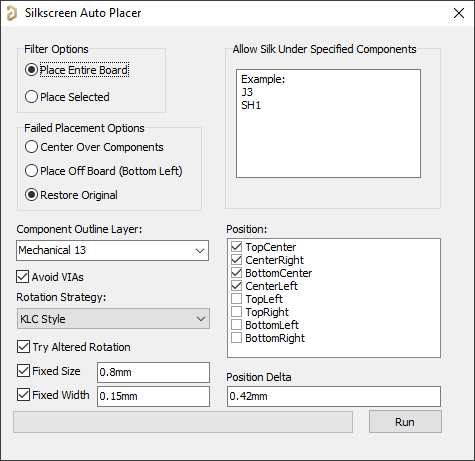 Silkscreen Auto Placer
Filter Options
Place Entire Board
Place Selected
Failed Placement Options
Center Over Components
Place Off Board (Bottom Left)
Restore Original
Allow Silk Under Specified Components
Example:
J3
SH1
Component Outline Layer:
Mechanical 13
Avoid VIAs
Rotation Strategy:
KLC Style
Try Altered Rotation
Fixed Size 0.8mm
Fixed Width 0.15mm
Position:
TopCenter
CenterRight
BottomCenter
CenterLeft
TopLeft
TopRight
BottomLeft
BottomRight
Position Delta
0.42mm
Run